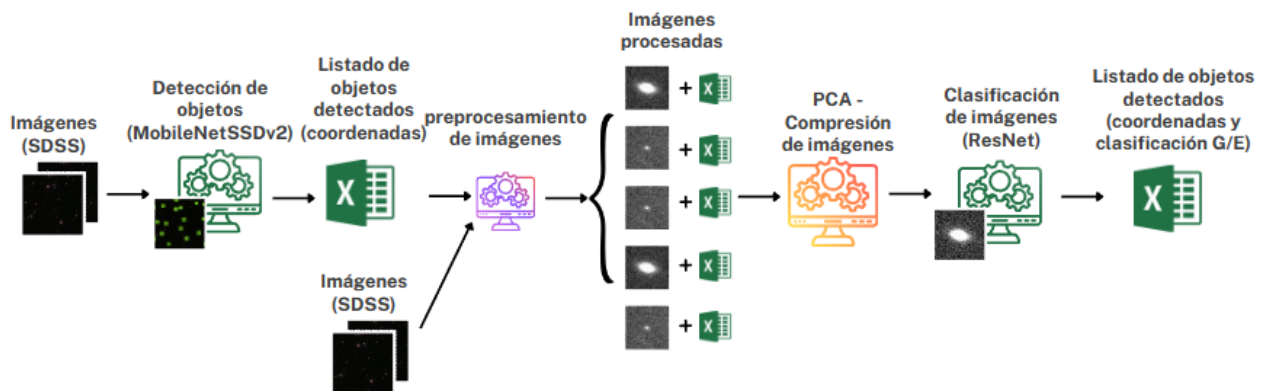 Imágenes
(SDSS)
Detección de
objetos
(MobileNetSSDv2)
Listado de
objetos
detectados
(coordenadas)
X
Imágenes
(SDSS)
preprocesamiento
de imágenes
Imágenes
procesadas
+ X
+ X
+ X
+ X
+ X
PCA -
Compresión
de imágenes
Clasificación
de imágenes
(ResNet)
Listado de objetos
detectados
(coordenadas y
clasificación G/E)
X